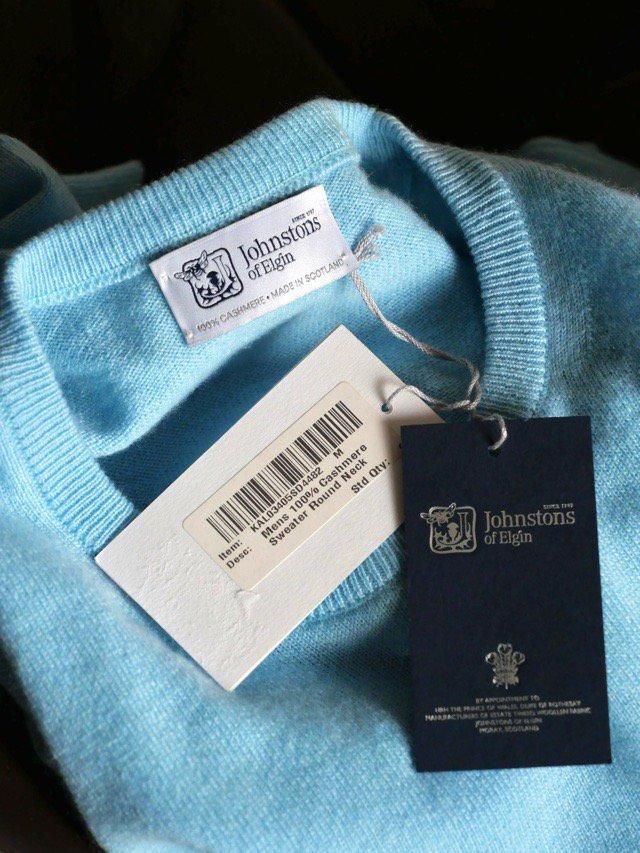 SINCE 1797
Johnstons
of Elgin
100% CASHMERE • MADE IN SCOTLAND
Item: KAL03405SD4482 M
Desc: Mens 100% Cashmere
Sweater Round Neck
Std Qty:
SINCE 1797
Johnstons
of Elgin
BY APPOINTMENT TO
HRH THE PRINCE OF WALES, DUKE OF ROTHESAY
MANUFACTURERS OF ESTATE TWEED WOOLLEN FABRIC
JOHNSTONS OF ELGIN
MORAY, SCOTLAND